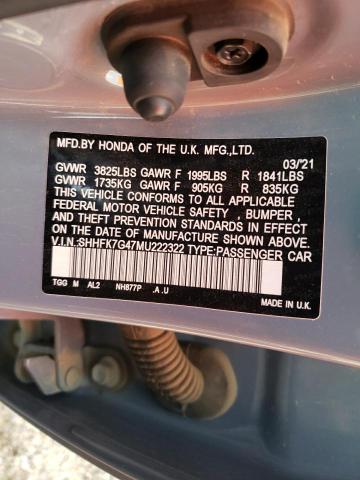 MFD.BY HONDA OF THE U.K. MFG.,LTD.
03/'21
GVWR 3825LBS GAWR F 1995LBS R 1841LBS
GVWR 1735KG GAWR F 905KG R 835KG
THIS VEHICLE CONFORMS TO ALL APPLICABLE
FEDERAL MOTOR VEHICLE SAFETY , BUMPER ,
AND THEFT PREVENTION STANDARDS IN EFFECT
ON THE DATE OF MANUFACTURE SHOWN ABOVE.
V.I.N:SHHFK7G47MU222322 TYPE:PASSENGER CAR
TGG M AL2 NH877P .A.U MADE IN U.K.